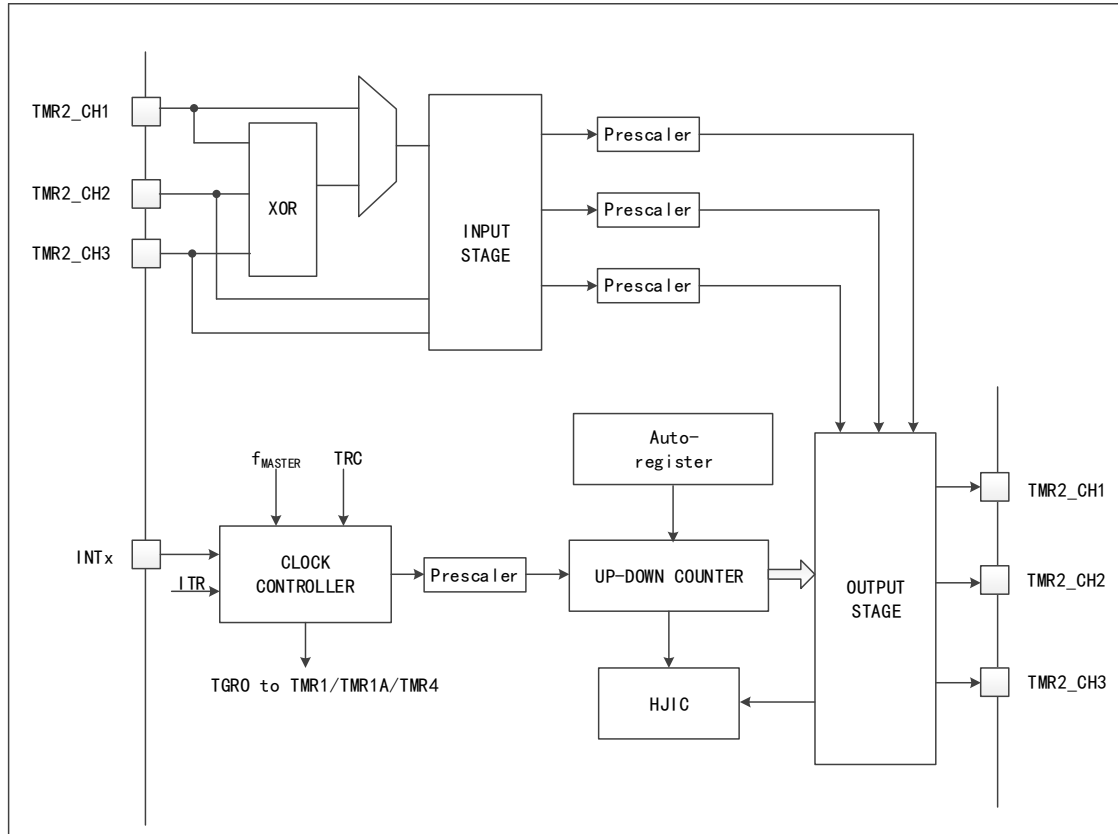 TMR2_CH1
TMR2_CH2
TMR2_CH3
XOR
INPUT
STAGE
Prescaler
Prescaler
Prescaler
fMASTER
TRC
INTx
ITR
CLOCK
CONTROLLER
Prescaler
TGRO to TMR1/TMR1A/TMR4
Auto-
register
UP-DOWN COUNTER
HJIC
OUTPUT
STAGE
TMR2_CH1
TMR2_CH2
TMR2_CH3